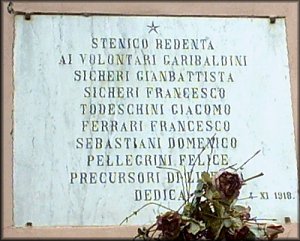 STENICO REDENTA
AI VOLONTARI GARIBALDINI
SICHERI GIANBATTISTA
SICHERI FRANCESCO
TODESCHINI GIACOMO
FERRARI FRANCESCO
SEBASTIANI DOMENICO
PELLEGRINI FELICE
PRECURSORI DI
DEDICA XI 1918